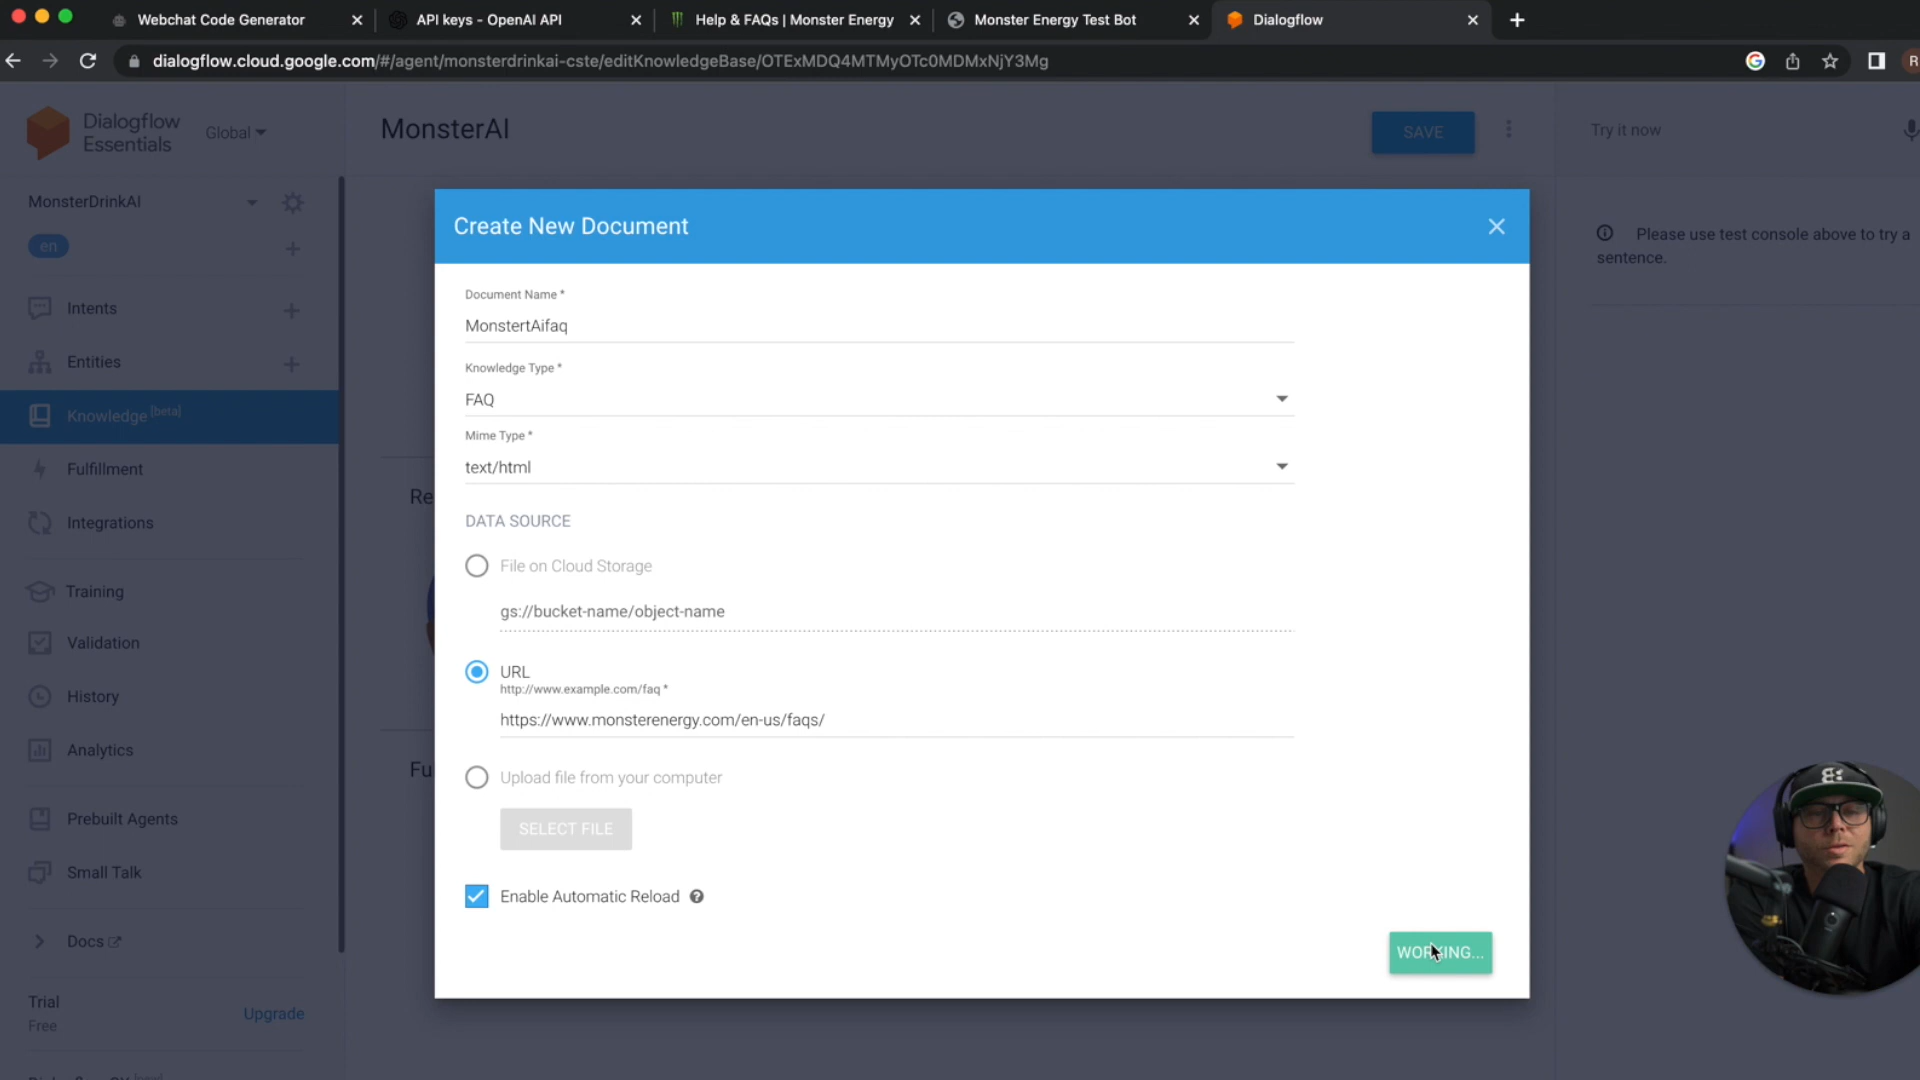 Webchat Code Generator
API keys - OpenAI API
Help & FAQs | Monster Energy
Monster Energy Test Bot
Dialogflow
dialogflow.cloud.google.com/#/agent/monsterdrinkai-cste/editKnowledgeBase/OTExMDQ4MTMyOTc0MDMxNjY3Mg
R
Dialogflow
Essentials
Global
MonsterAI
SAVE
Try it now
MonsterDrinkAI
en
Please use test console above to try a
sentence.
Create New Document
Document Name *
MonstertAifaq
Knowledge Type *
FAQ
Mime Type *
text/html
DATA SOURCE
File on Cloud Storage
gs://bucket-name/object-name
URL
http://www.example.com/faq *
https://www.monsterenergy.com/en-us/faqs/
Upload file from your computer
SELECT FILE
Enable Automatic Reload
WORKING...
Intents
Entities
Knowledge [beta]
Fulfillment
Integrations
Training
Validation
History
Analytics
Prebuilt Agents
Small Talk
Docs
Trial
Free
Upgrade
Re
Fu